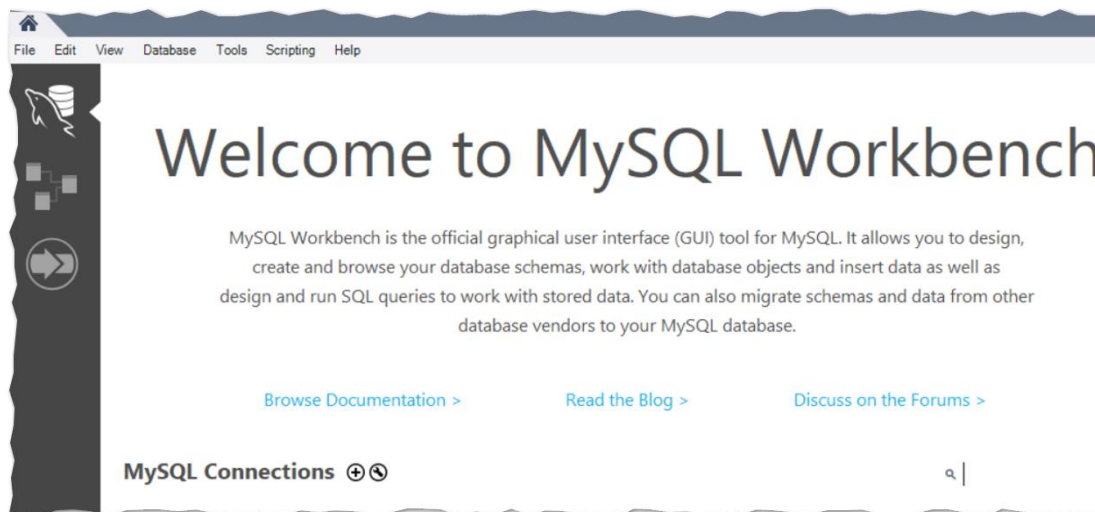 File Edit View Database Tools Scripting Help
Welcome to MySQL Workbench
MySQL Workbench is the official graphical user interface (GUI) tool for MySQL. It allows you to design,
create and browse your database schemas, work with database objects and insert data as well as
design and run SQL queries to work with stored data. You can also migrate schemas and data from other
database vendors to your MySQL database.
Browse Documentation > Read the Blog > Discuss on the Forums >
MySQL Connections